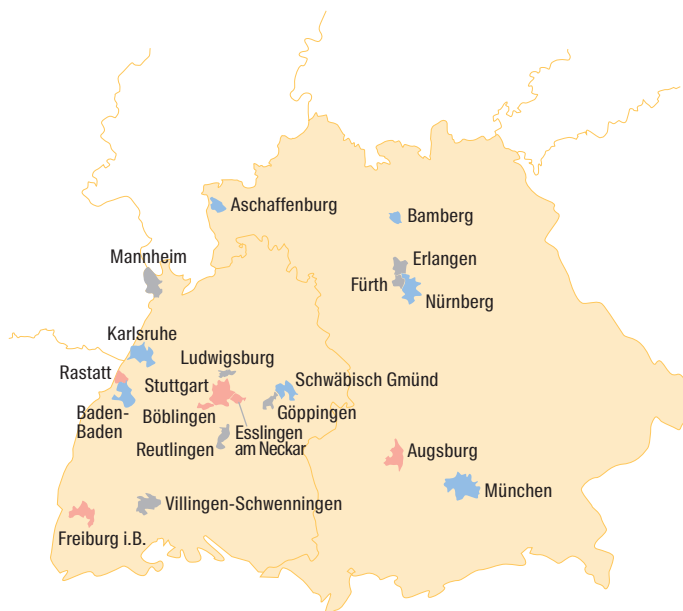 Aschaffenburg
Bamberg
Mannheim
Erlangen
Fürth
Nürnberg
Karlsruhe
Ludwigsburg
Rastatt
Stuttgart
Schwäbisch Gmünd
Baden-
Baden
Böblingen
Göppingen
Esslingen
am Neckar
Reutlingen
Augsburg
München
Villingen-Schwenningen
Freiburg i.B.